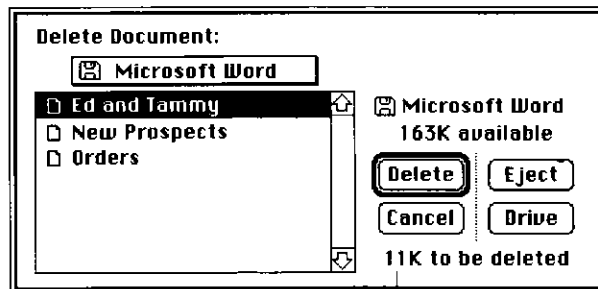 Delete Document:
Microsoft Word
Ed and Tammy
New Prospects
Orders
Microsoft Word
163K available
Delete
Eject
Cancel
Drive
11K to be deleted